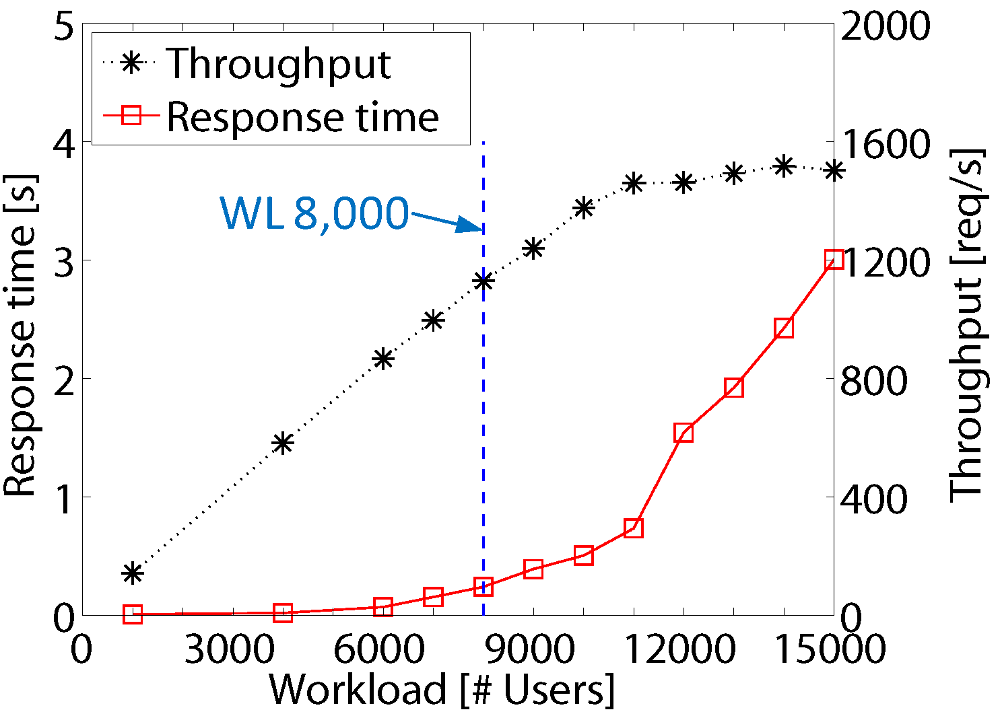 5
4
3
2
1
0
Response time [s]
Throughput
Response time
WL 8,000
2000
1600
1200
800
400
0
Throughput [req/s]
0 3000 6000 9000 12000 15000
Workload [# Users]